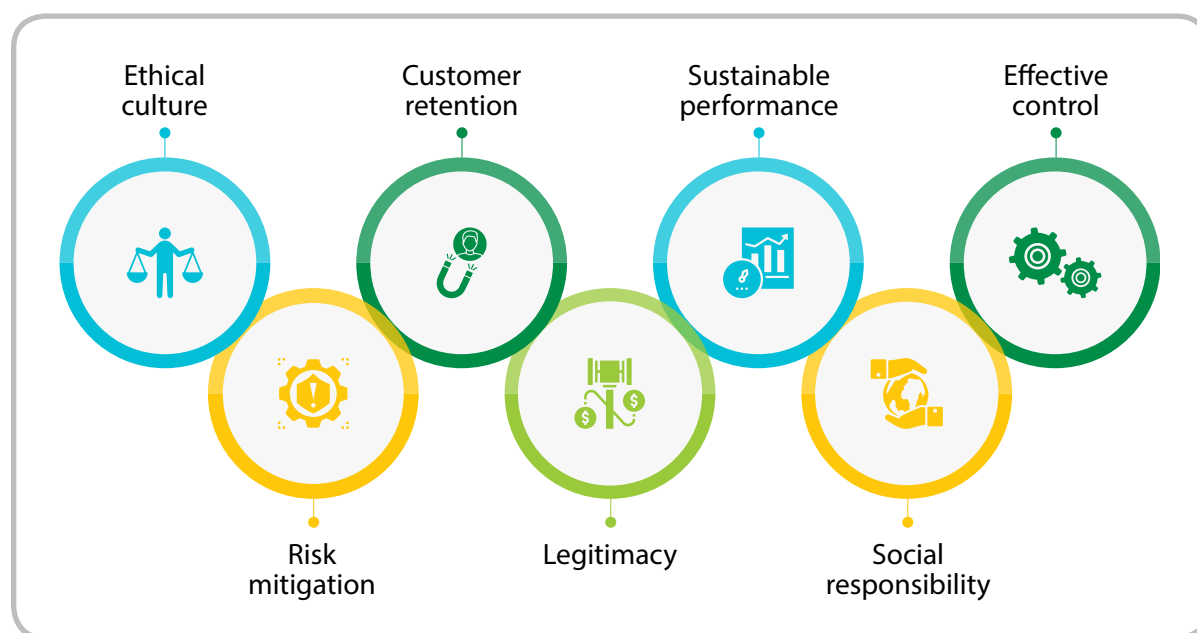 Ethical
culture
Customer
retention
Sustainable
performance
Effective
control
Risk
mitigation
Legitimacy
Social
responsibility